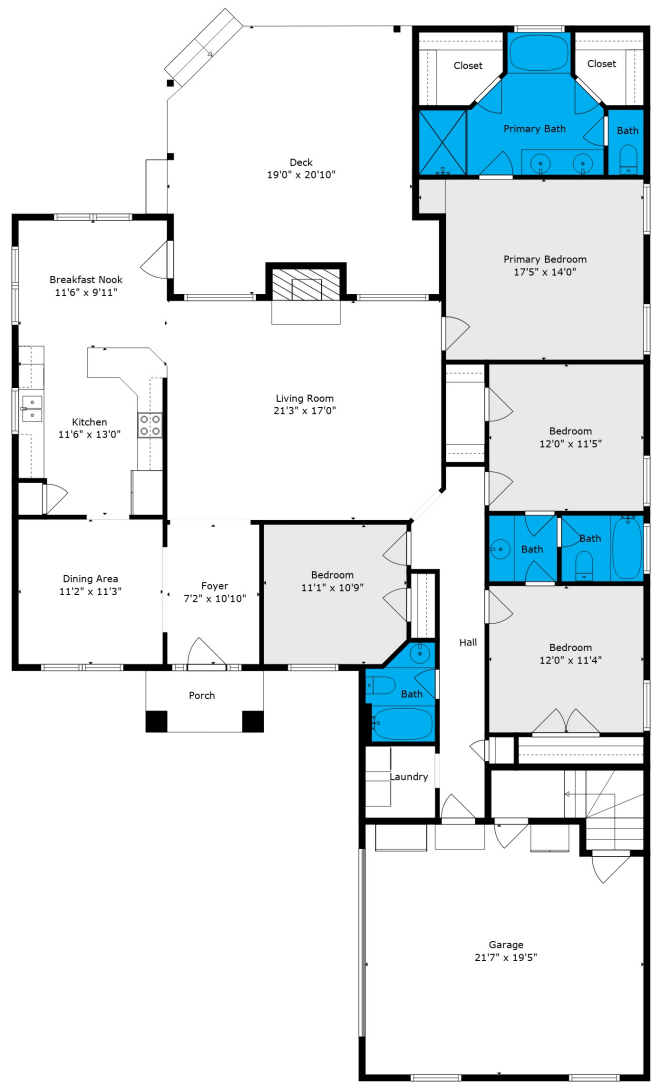 Closet
Closet
Primary Bath
Bath
Deck
19'0" x 20'10"
Primary Bedroom
17'5" x 14'0"
Breakfast Nook
11'6" x 9'11"
Living Room
21'3" x 17'0"
Kitchen
11'6" x 13'0"
Bedroom
12'0" x 11'5"
Bath
Bath
Dining Area
11'2" x 11'3"
Foyer
7'2" x 10'10"
Bedroom
11'1" x 10'9"
Hall
Bedroom
12'0" x 11'4"
Porch
Bath
Laundry
Garage
21'7" x 19'5"